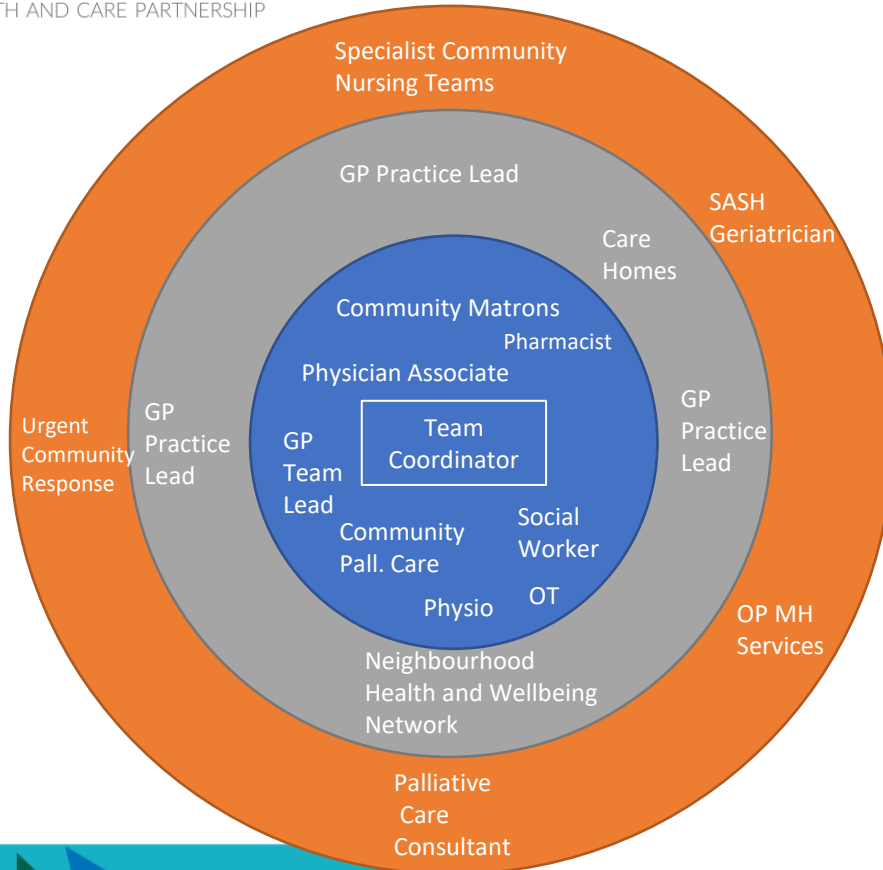 AND CARE PARTNERSHIP
Specialist Community
Nursing Teams
GP Practice Lead
SASH
Geriatrician
Care
Homes
Community Matrons
Pharmacist
Physician Associate
Urgent
Community
Response
GP
Practice
Lead
GP
Team
Lead
Team
Coordinator
GP
Practice
Lead
Community
Pall. Care
Social
Worker
Physio
OT
OP MH
Services
Neighbourhood
Health and Wellbeing
Network
Palliative
Care
Consultant